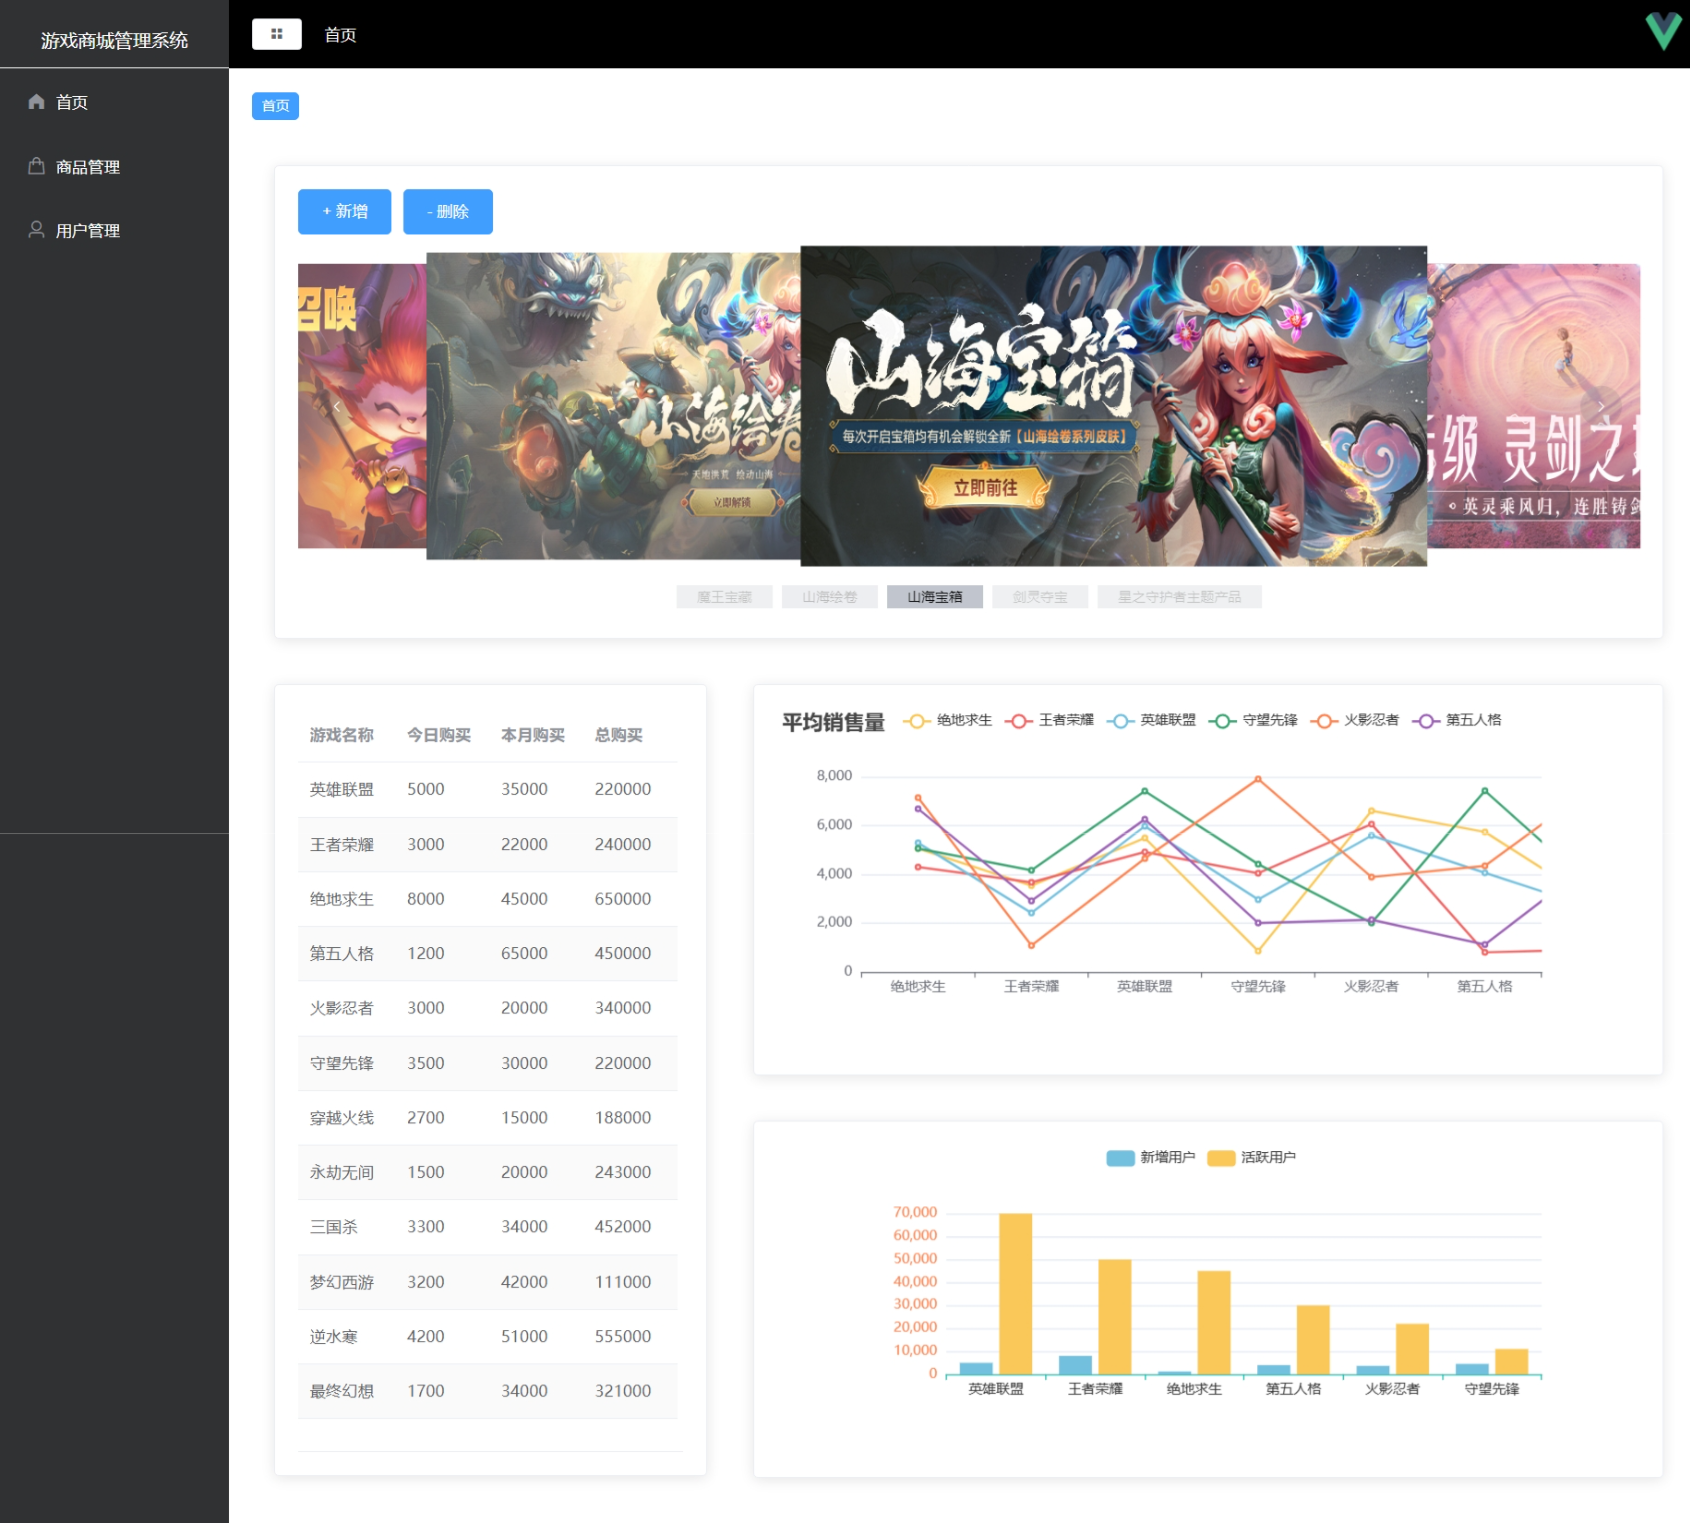 游戏商城管理系统
首页
首页
商品管理
用户管理
首页
+ 新增
- 删除
召唤
山海绘卷
天地洪荒 绘动山海
立即解锁
山海宝箱
每次开启宝箱均有机会解锁全新【山海绘卷系列皮肤】
立即前往
级 灵剑之
英灵乘风归，连胜铸剑
魔王宝藏
山海绘卷
山海宝箱
剑灵夺宝
星之守护者主题产品
游戏名称 今日购买 本月购买 总购买
英雄联盟 5000 35000 220000
王者荣耀 3000 22000 240000
绝地求生 8000 45000 650000
第五人格 1200 65000 450000
火影忍者 3000 20000 340000
守望先锋 3500 30000 220000
穿越火线 2700 15000 188000
永劫无间 1500 20000 243000
三国杀 3300 34000 452000
梦幻西游 3200 42000 111000
逆水寒 4200 51000 555000
最终幻想 1700 34000 321000
平均销售量
绝地求生 王者荣耀 英雄联盟 守望先锋 火影忍者 第五人格
8,000
6,000
4,000
2,000
0
绝地求生 王者荣耀 英雄联盟 守望先锋 火影忍者 第五人格
新增用户 活跃用户
70,000
60,000
50,000
40,000
30,000
20,000
10,000
0
英雄联盟 王者荣耀 绝地求生 第五人格 火影忍者 守望先锋